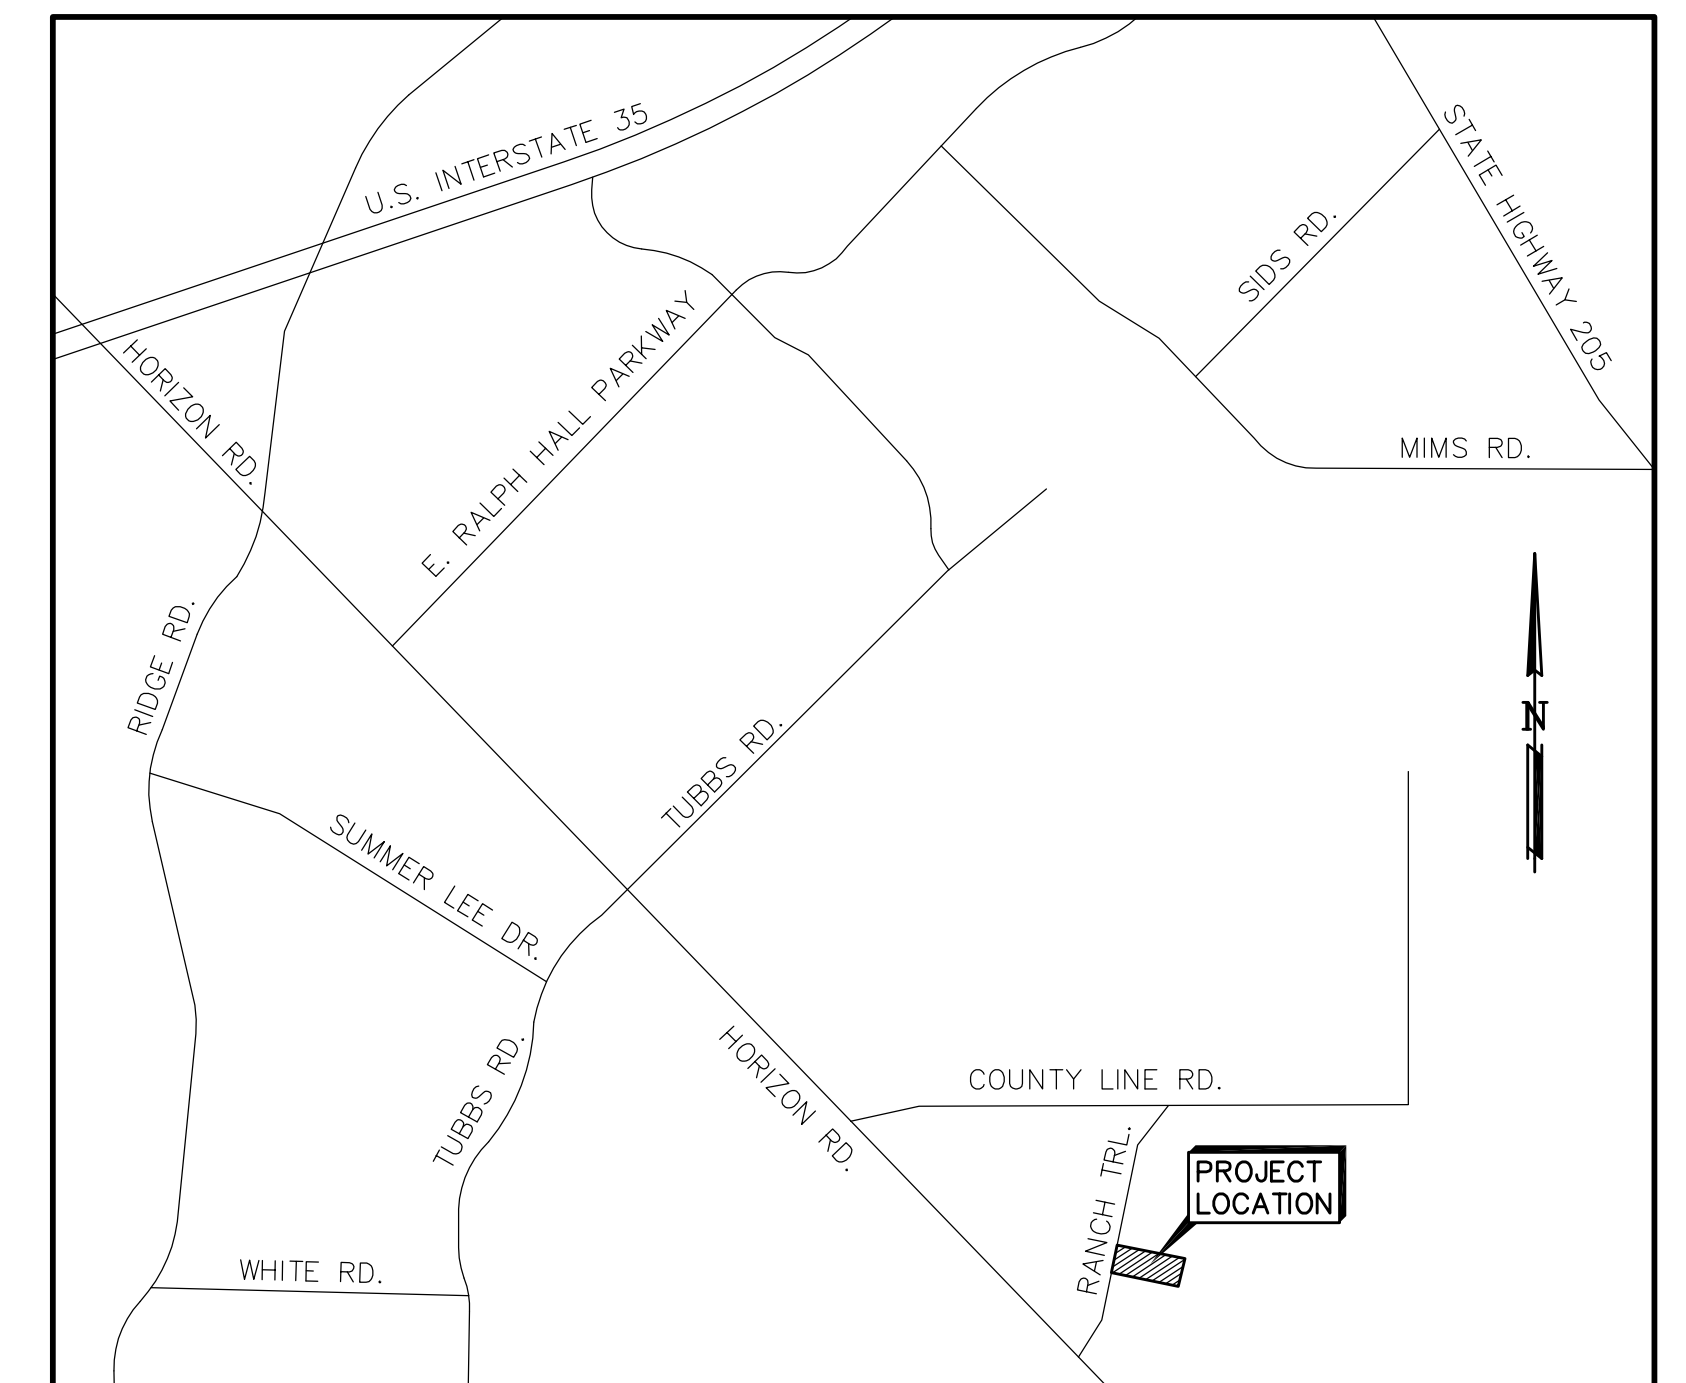 U.S. INTERSTATE 35
STATE HIGHWAY 205
SIDS RD.
HORIZON RD.
E. RALPH HALL PARKWAY
MIMS RD.
RIDGE RD.
N
TUBBS RD.
SUMMER LEE DR.
HORIZON RD.
TUBBS RD.
COUNTY LINE RD.
RANCH TRL.
PROJECT
LOCATION
WHITE RD.